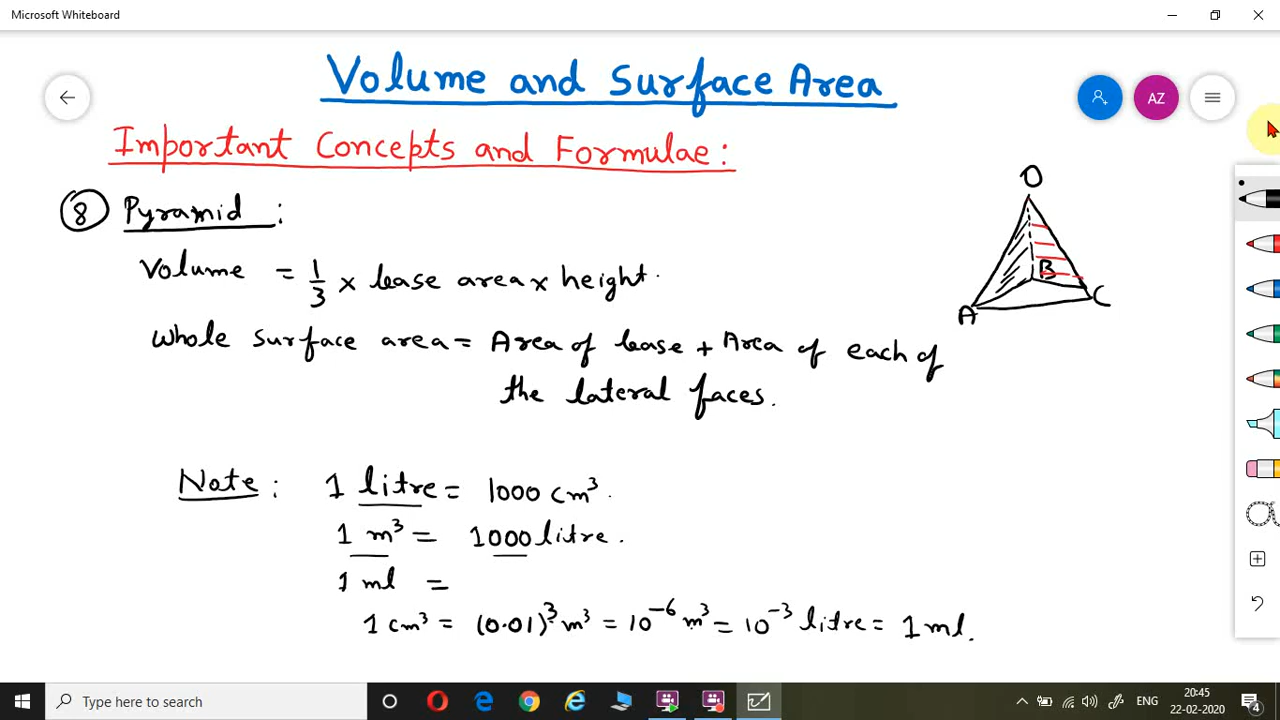 Microsoft Whiteboard
Volume and Surface Area
AZ
Important Concepts and Formulae:
O
8 Pyramid :
Volume = 1/3 x base area x height.
B
A
C
Whole surface area = Area of base + Area of each of
the lateral faces.
Note : 1 litre = 1000 cm³.
1 m³ = 1000 litre.
1 ml =
1 cm³ = (0.01)³ m³ = 10⁻⁶ m³ = 10⁻³ litre = 1 ml.
Type here to search
ENG
20:45
22-02-2020
4